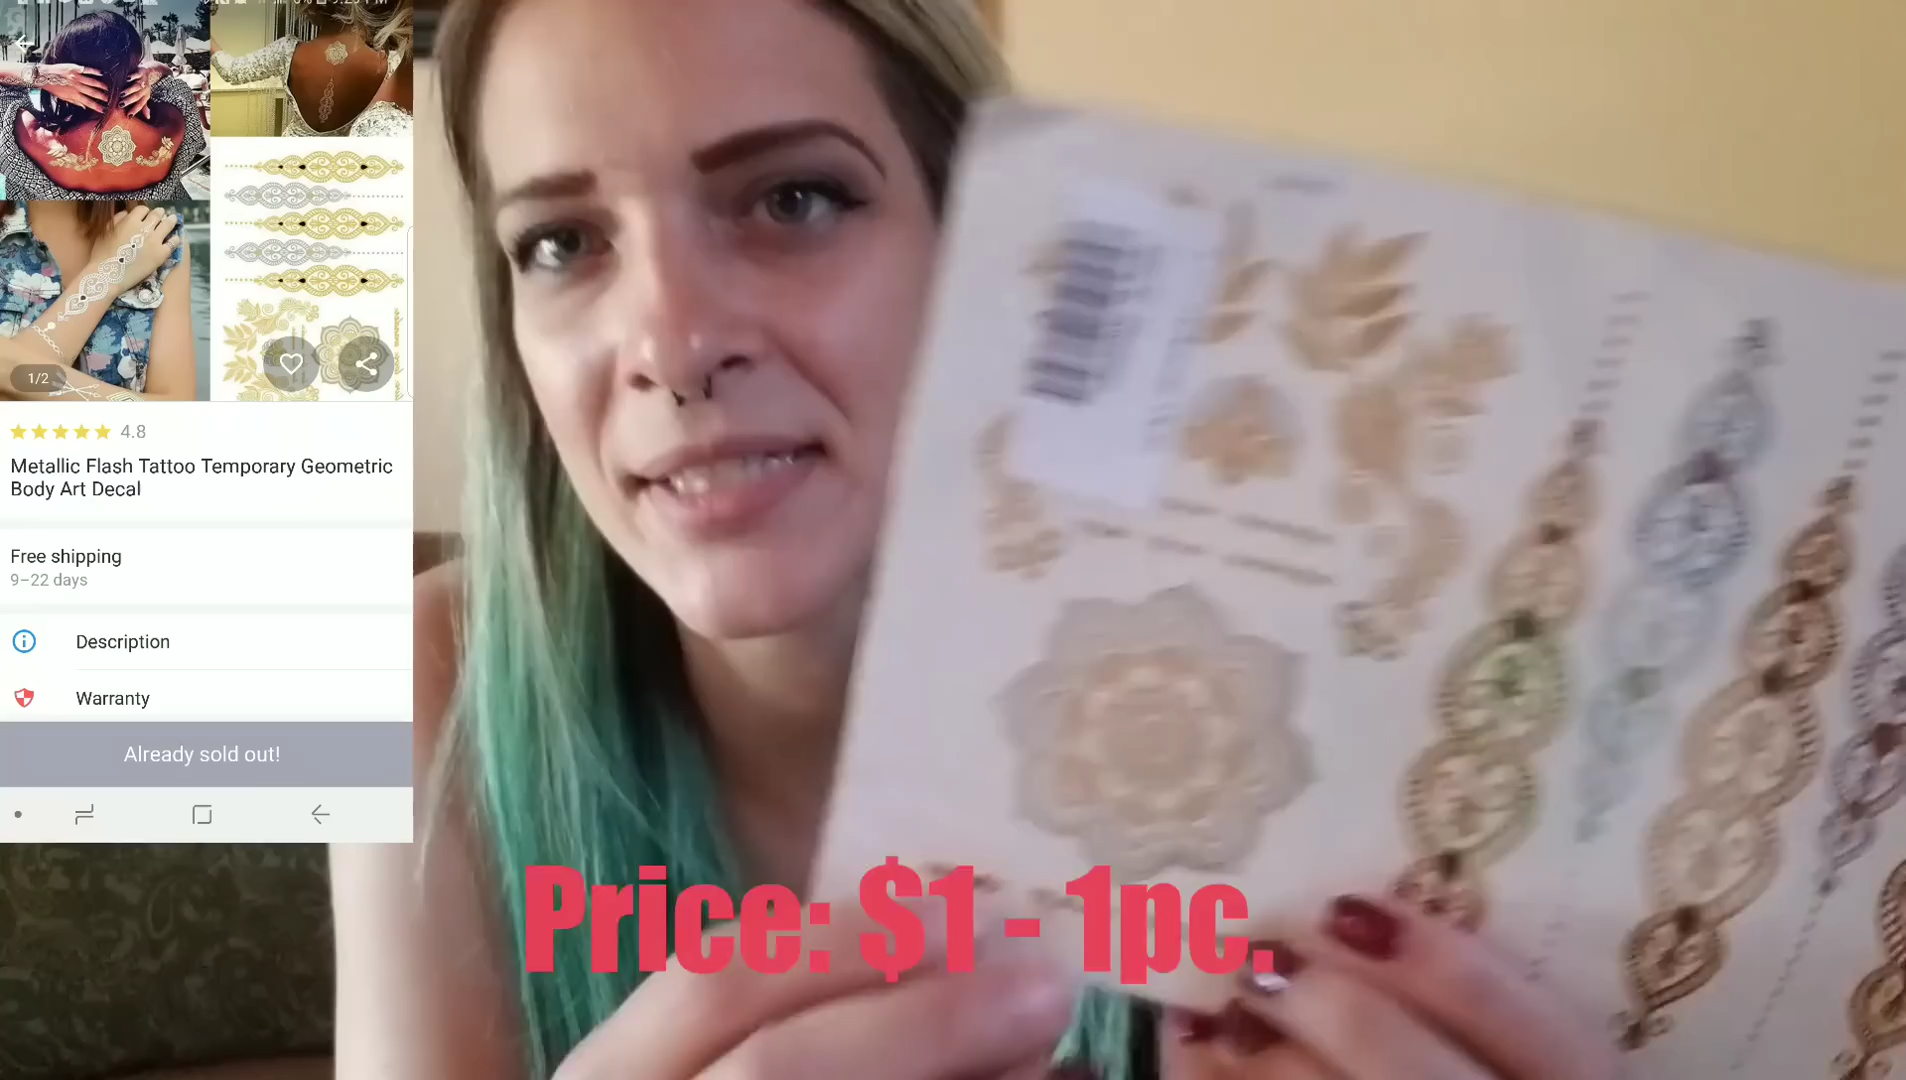 1/2
4.8
Metallic Flash Tattoo Temporary Geometric
Body Art Decal
Free shipping
9–22 days
Description
Warranty
Already sold out!
Price: $1 - 1pc.